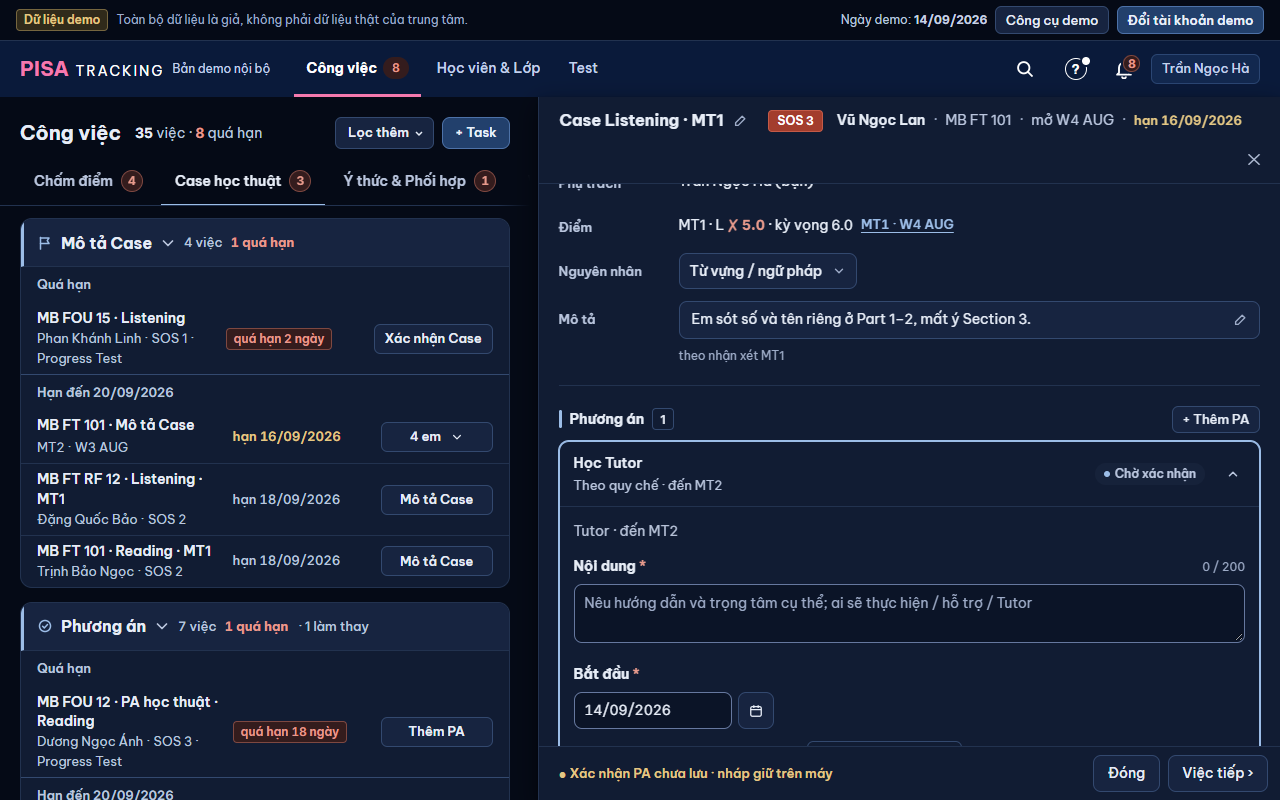 Dữ liệu demo Toàn bộ dữ liệu là giả, không phải dữ liệu thật của trung tâm.
Ngày demo: 14/09/2026 Công cụ demo Đổi tài khoản demo
PISA TRACKING Bản demo nội bộ Công việc 8 Học viên & Lớp Test
8 Trần Ngọc Hà
Công việc 35 việc · 8 quá hạn Lọc thêm + Task
Chấm điểm 4 Case học thuật 3 Ý thức & Phối hợp 1
Mô tả Case 4 việc 1 quá hạn
Quá hạn
MB FOU 15 · Listening
Phan Khánh Linh · SOS 1 ·
Progress Test
quá hạn 2 ngày Xác nhận Case
Hạn đến 20/09/2026
MB FT 101 · Mô tả Case
MT2 · W3 AUG
hạn 16/09/2026 4 em
MB FT RF 12 · Listening ·
MT1
Đặng Quốc Bảo · SOS 2
hạn 18/09/2026 Mô tả Case
MB FT 101 · Reading · MT1
Trịnh Bảo Ngọc · SOS 2
hạn 18/09/2026 Mô tả Case
Phương án 7 việc 1 quá hạn · 1 làm thay
Quá hạn
MB FOU 12 · PA học thuật ·
Reading
Dương Ngọc Ánh · SOS 3 ·
Progress Test
quá hạn 18 ngày Thêm PA
Hạn đến 20/09/2026
Case Listening · MT1 SOS 3 Vũ Ngọc Lan · MB FT 101 · mở W4 AUG · hạn 16/09/2026
Phụ trách Trần Ngọc Hà (bạn)
Điểm MT1 · L ✗ 5.0 · kỳ vọng 6.0 MT1 · W4 AUG
Nguyên nhân Từ vựng / ngữ pháp
Mô tả Em sót số và tên riêng ở Part 1–2, mất ý Section 3.
theo nhận xét MT1
Phương án 1 + Thêm PA
Học Tutor
Theo quy chế · đến MT2
Chờ xác nhận
Tutor · đến MT2
Nội dung * 0 / 200
Nêu hướng dẫn và trọng tâm cụ thể; ai sẽ thực hiện / hỗ trợ / Tutor
Bắt đầu *
14/09/2026
Xác nhận PA chưa lưu · nháp giữ trên máy Đóng Việc tiếp ›